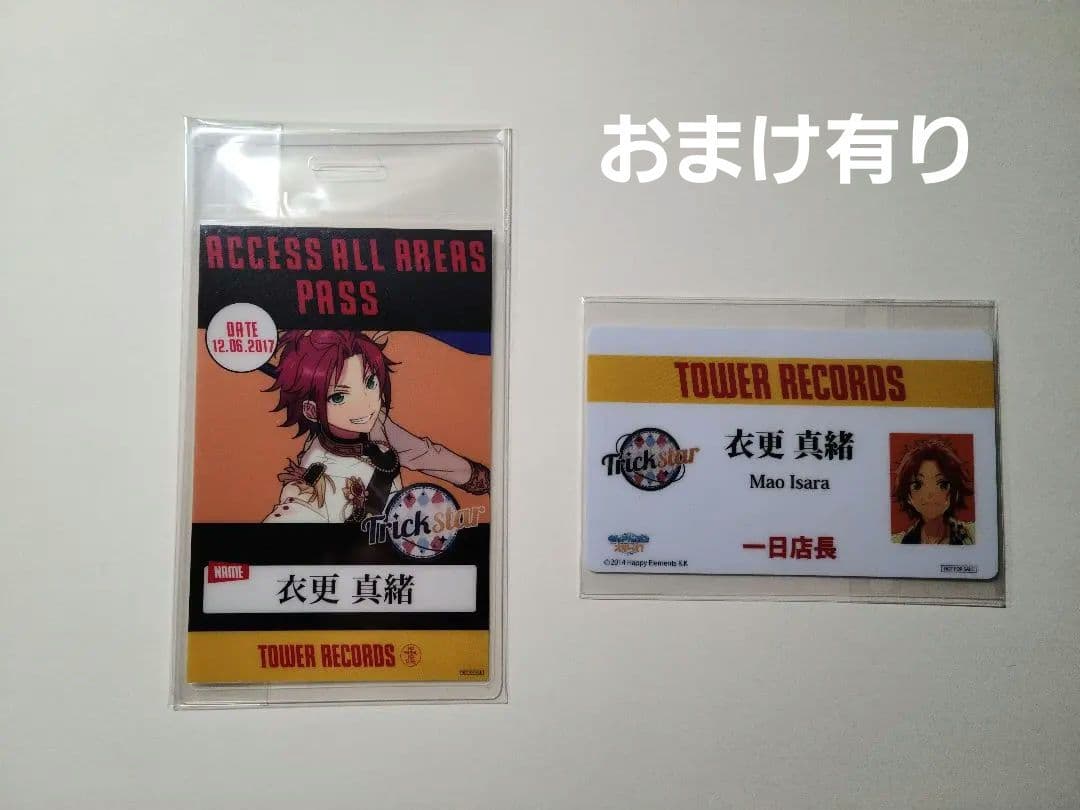 おまけ有り
ACCESS ALL AREAS
PASS
DATE
12.06.2017
Trickstar
NAME
衣更 真緒
TOWER RECORDS
TOWER RECORDS
Trickstar
衣更 真緒
Mao Isara
一日店長
©2014 Happy Elements K.K
NOT FOR SALE